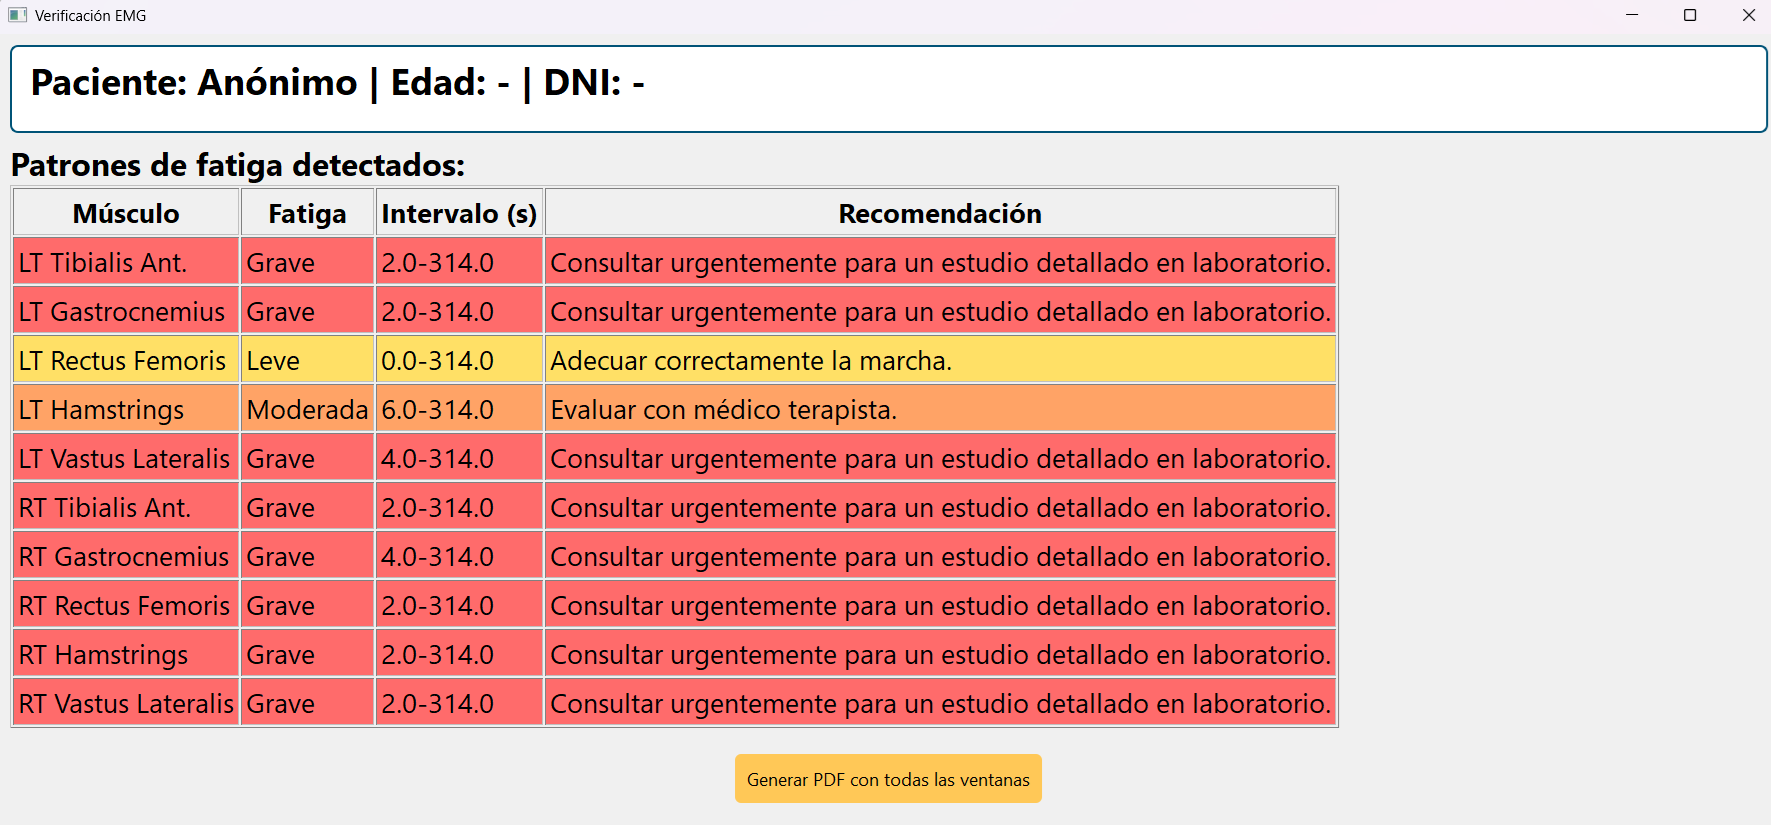 Verificación EMG
Paciente: Anónimo | Edad: - | DNI: -
Patrones de fatiga detectados:
Músculo Fatiga Intervalo (s) Recomendación
LT Tibialis Ant. Grave 2.0-314.0 Consultar urgentemente para un estudio detallado en laboratorio.
LT Gastrocnemius Grave 2.0-314.0 Consultar urgentemente para un estudio detallado en laboratorio.
LT Rectus Femoris Leve 0.0-314.0 Adecuar correctamente la marcha.
LT Hamstrings Moderada 6.0-314.0 Evaluar con médico terapista.
LT Vastus Lateralis Grave 4.0-314.0 Consultar urgentemente para un estudio detallado en laboratorio.
RT Tibialis Ant. Grave 2.0-314.0 Consultar urgentemente para un estudio detallado en laboratorio.
RT Gastrocnemius Grave 4.0-314.0 Consultar urgentemente para un estudio detallado en laboratorio.
RT Rectus Femoris Grave 2.0-314.0 Consultar urgentemente para un estudio detallado en laboratorio.
RT Hamstrings Grave 2.0-314.0 Consultar urgentemente para un estudio detallado en laboratorio.
RT Vastus Lateralis Grave 2.0-314.0 Consultar urgentemente para un estudio detallado en laboratorio.
Generar PDF con todas las ventanas